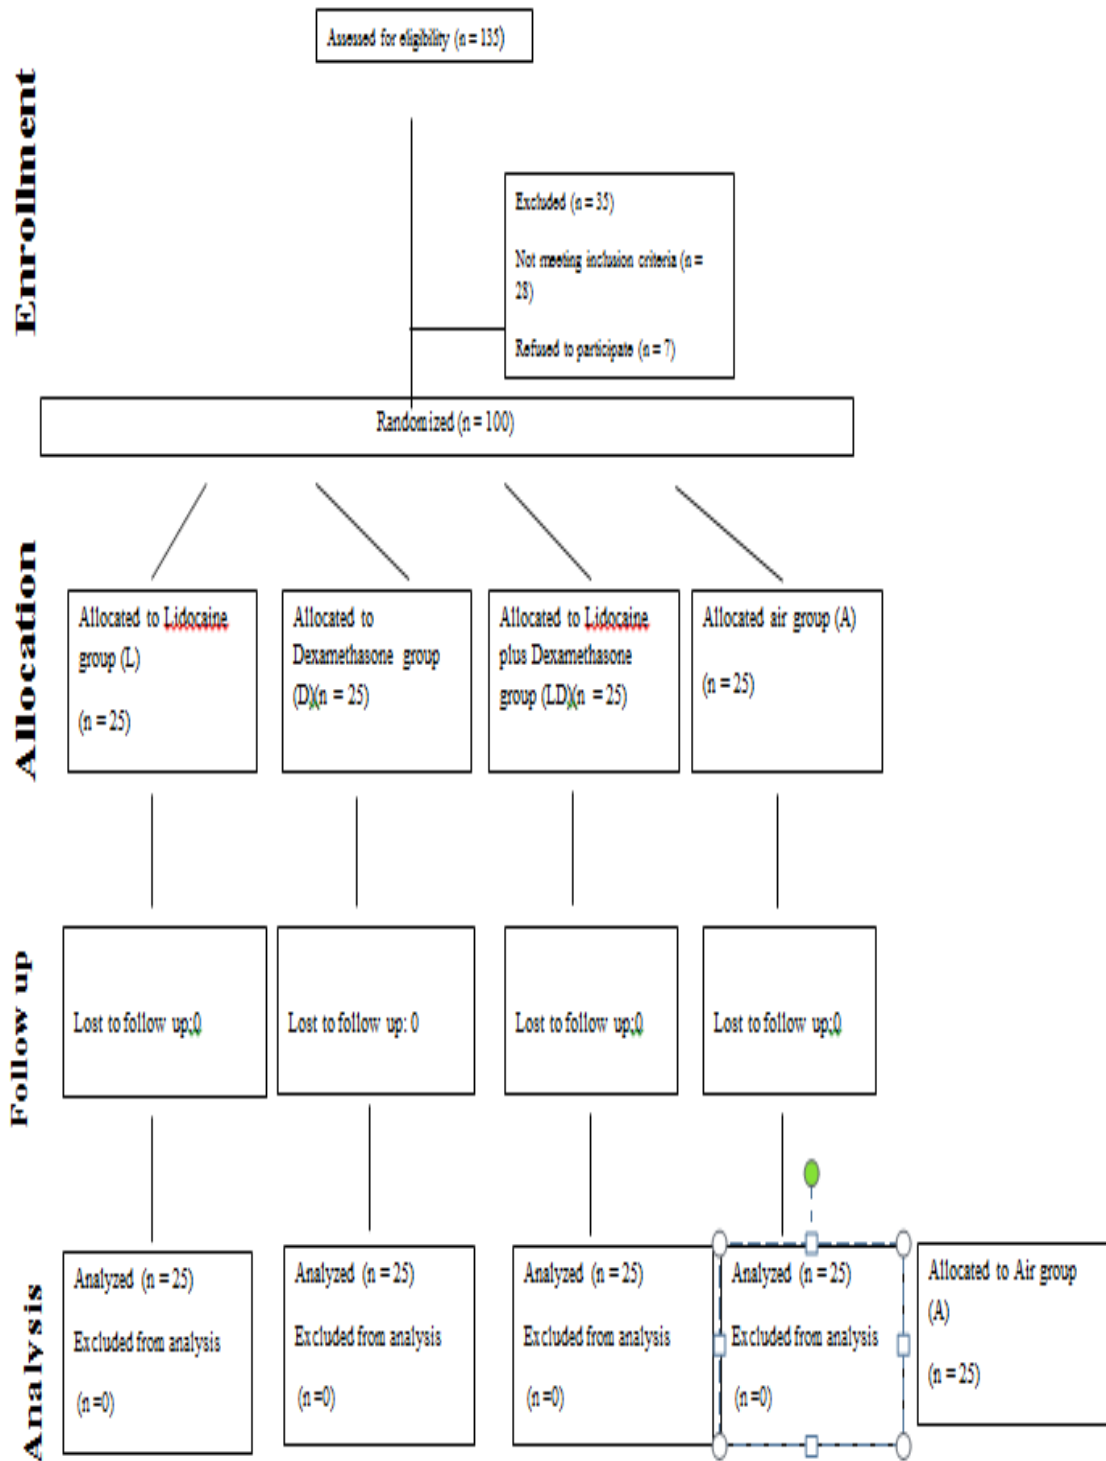 Enrollment
Assessed for eligibility (n = 135)
Excluded (n = 35)
Not meeting inclusion criteria (n =
28)
Refused to participate (n = 7)
Randomized (n = 100)
Allocation
Allocated to Lidocaine
group (L)
(n = 25)
Allocated to
Dexamethasone group
(D)(n = 25)
Allocated to Lidocaine
plus Dexamethasone
group (LD)(n = 25)
Allocated air group (A)
(n = 25)
Follow up
Lost to follow up;0
Lost to follow up: 0
Lost to follow up;0
Lost to follow up;0
Analysis
Analyzed (n = 25)
Excluded from analysis
(n =0)
Analyzed (n = 25)
Excluded from analysis
(n =0)
Analyzed (n = 25)
Excluded from analysis
(n =0)
Analyzed (n = 25)
Excluded from analysis
(n =0)
Allocated to Air group
(A)
(n = 25)